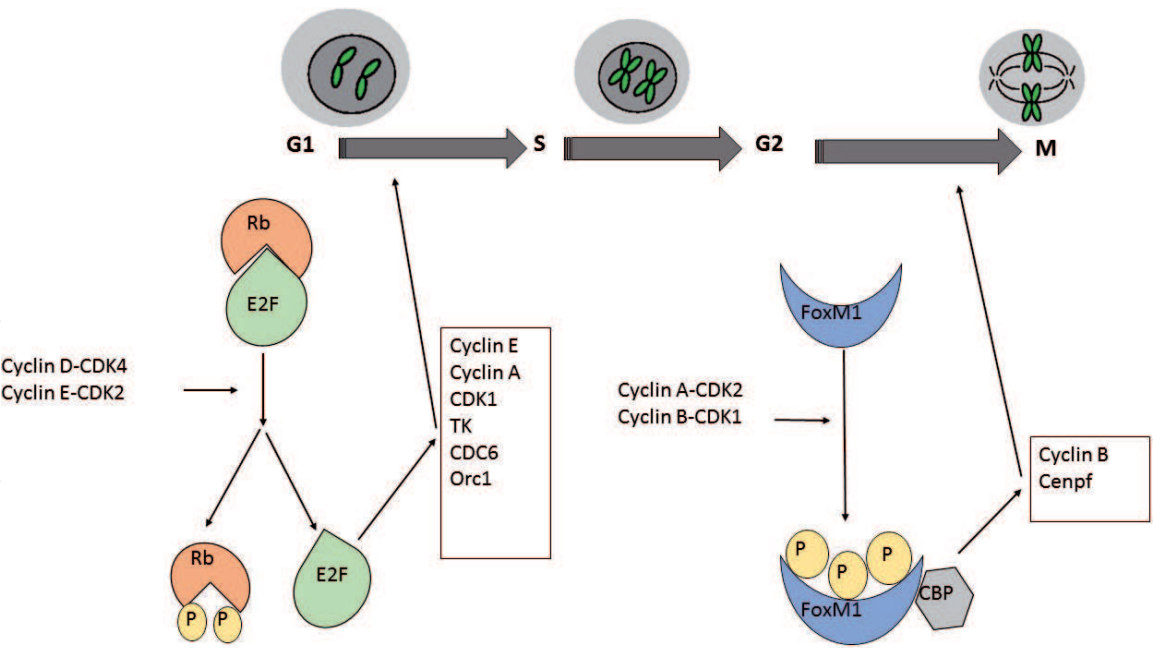 G1
S
G2
M
Rb
E2F
Cyclin D-CDK4
Cyclin E-CDK2
Rb
P
P
E2F
Cyclin E
Cyclin A
CDK1
TK
CDC6
Orc1
FoxM1
Cyclin A-CDK2
Cyclin B-CDK1
P
P
P
FoxM1
CBP
Cyclin B
Cenpf